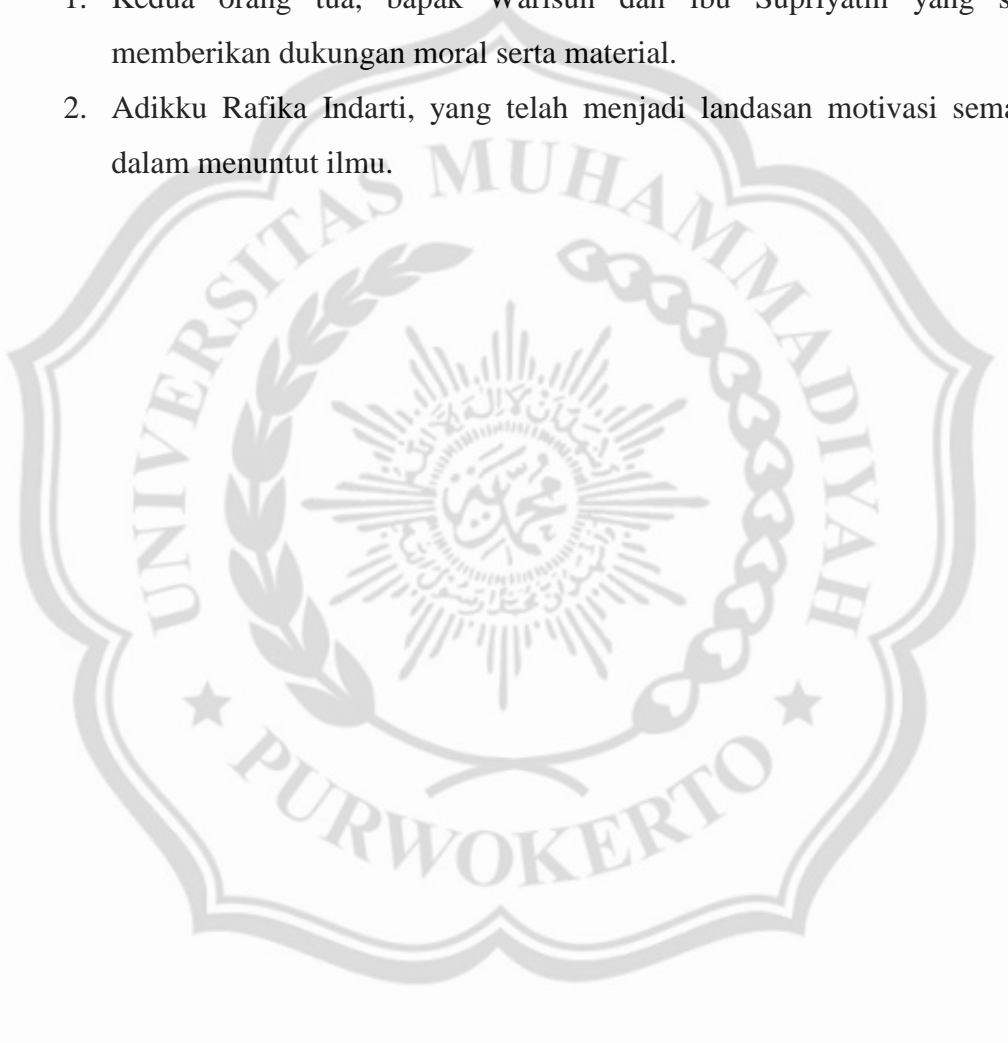 1. Kedua orang tua, bapak Warisun dan ibu Supriyatin yang
memberikan dukungan moral serta material.
2. Adikku Rafika Indarti, yang telah menjadi landasan motivasi
dalam menuntut ilmu.
UNIVERSITAS MUHAMMADIYAH
PURWOKERTO